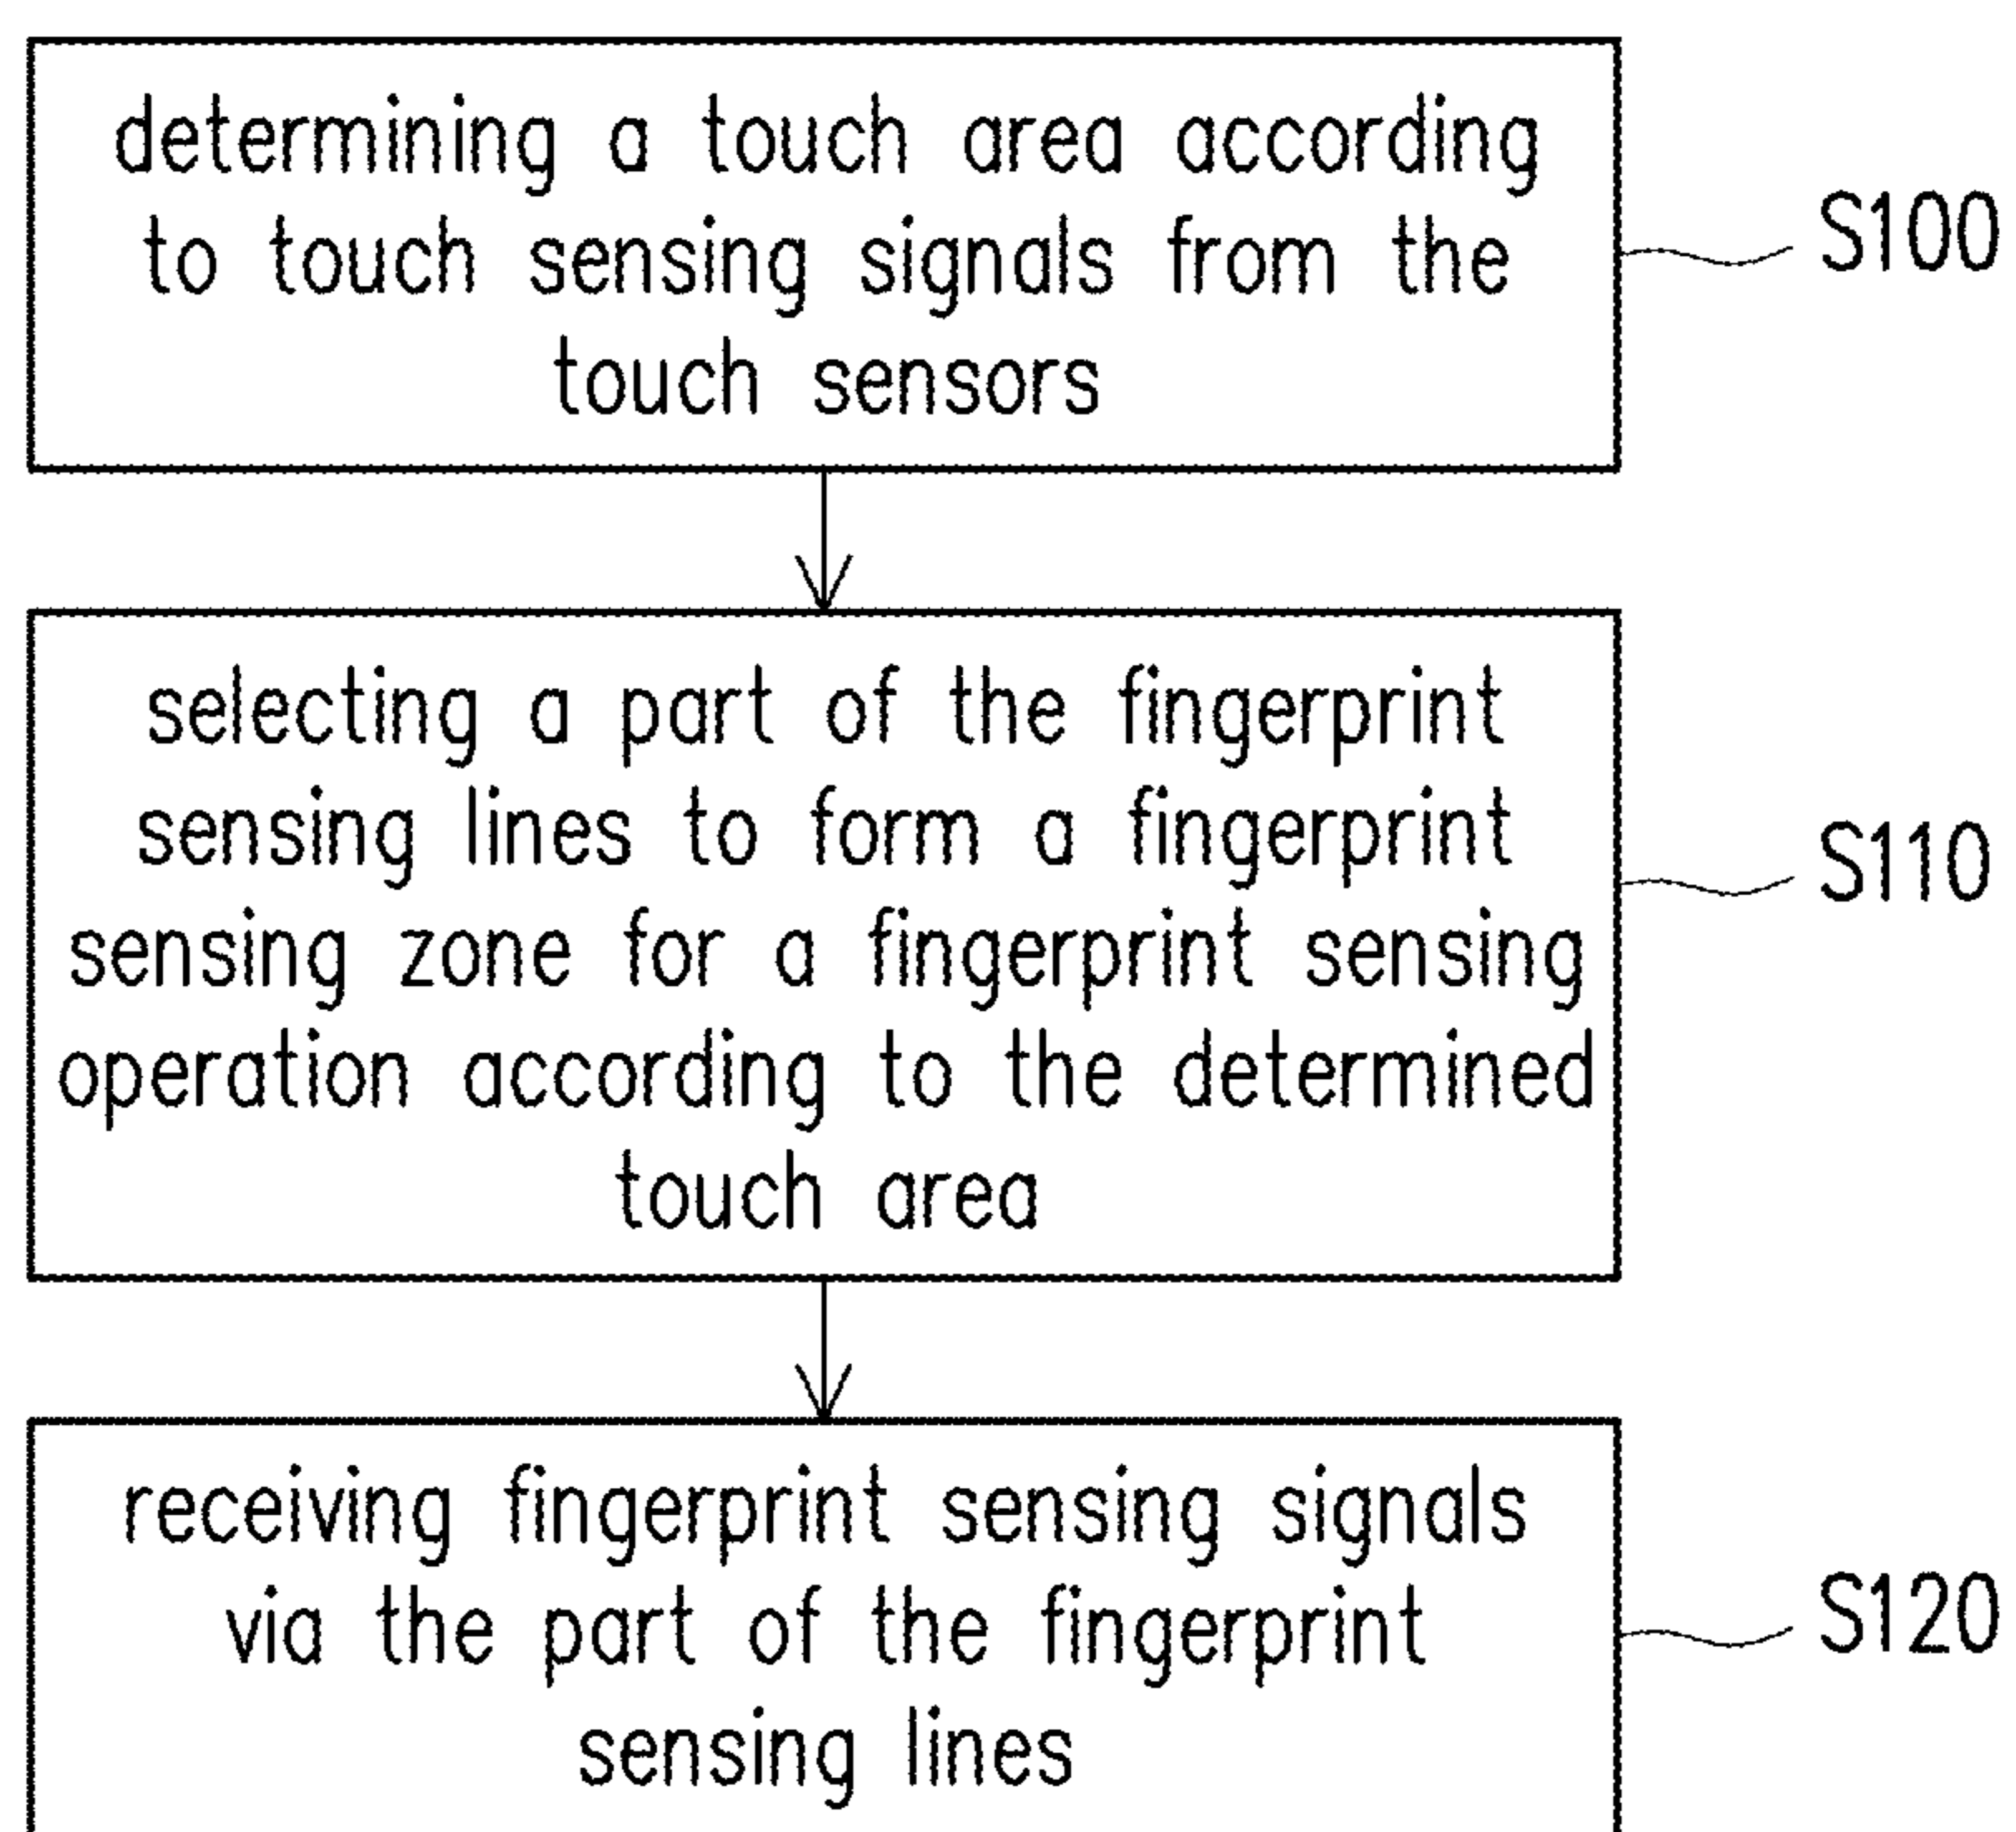 determining a touch area according
to touch sensing signals from the
touch sensors
S100
selecting a part of the fingerprint
sensing lines to form a fingerprint
sensing zone for a fingerprint sensing
operation according to the determined
touch area
S110
receiving fingerprint sensing signals
via the part of the fingerprint
sensing lines
S120